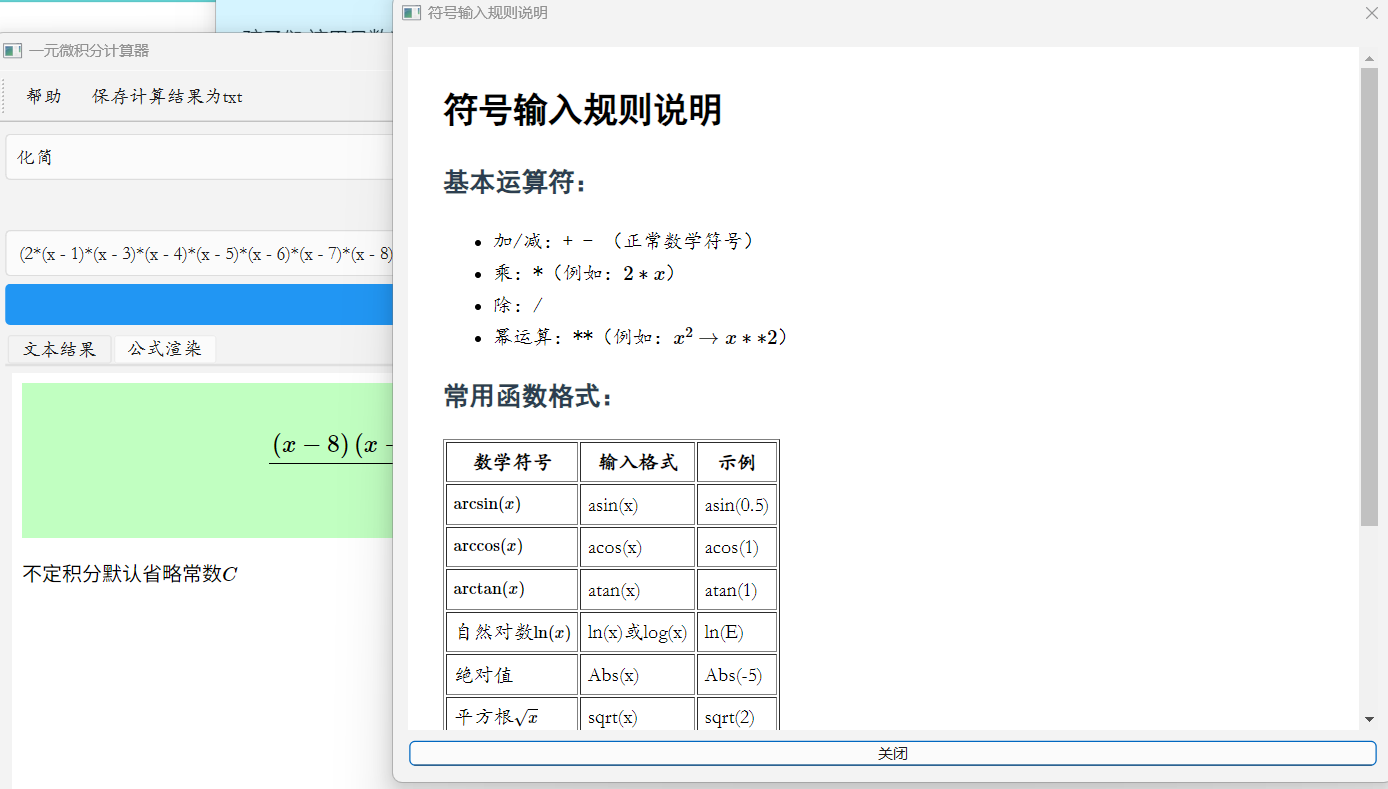 符号输入规则说明
一元微积分计算器
帮助 保存计算结果为txt
化简
(2*(x - 1)*(x - 3)*(x - 4)*(x - 5)*(x - 6)*(x - 7)*(x - 8)
文本结果 公式渲染
(x − 8) (x −
不定积分默认省略常数C
符号输入规则说明
基本运算符：
• 加/减：+ - （正常数学符号）
• 乘：*（例如：2 * x）
• 除：/
• 幂运算：**（例如：x² → x * *2）
常用函数格式：
数学符号 输入格式 示例
arcsin(x) asin(x) asin(0.5)
arccos(x) acos(x) acos(1)
arctan(x) atan(x) atan(1)
自然对数ln(x) ln(x)或log(x) ln(E)
绝对值 Abs(x) Abs(-5)
平方根√x sqrt(x) sqrt(2)
关闭